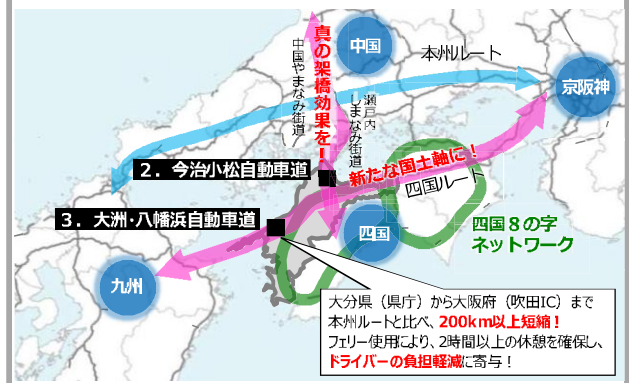 中国
本州ルート
京阪神
真の架橋効果を！
中国やまなみ街道
瀬戸内
しまなみ街道
新たな国土軸に！
四国ルート
２．今治小松自動車道
３．大洲・八幡浜自動車道
四国
四国８の字
ネットワーク
九州
大分県（県庁）から大阪府（吹田IC）まで
本州ルートと比べ、200km以上短縮！
フェリー使用により、2時間以上の休憩を確保し、
ドライバーの負担軽減に寄与！